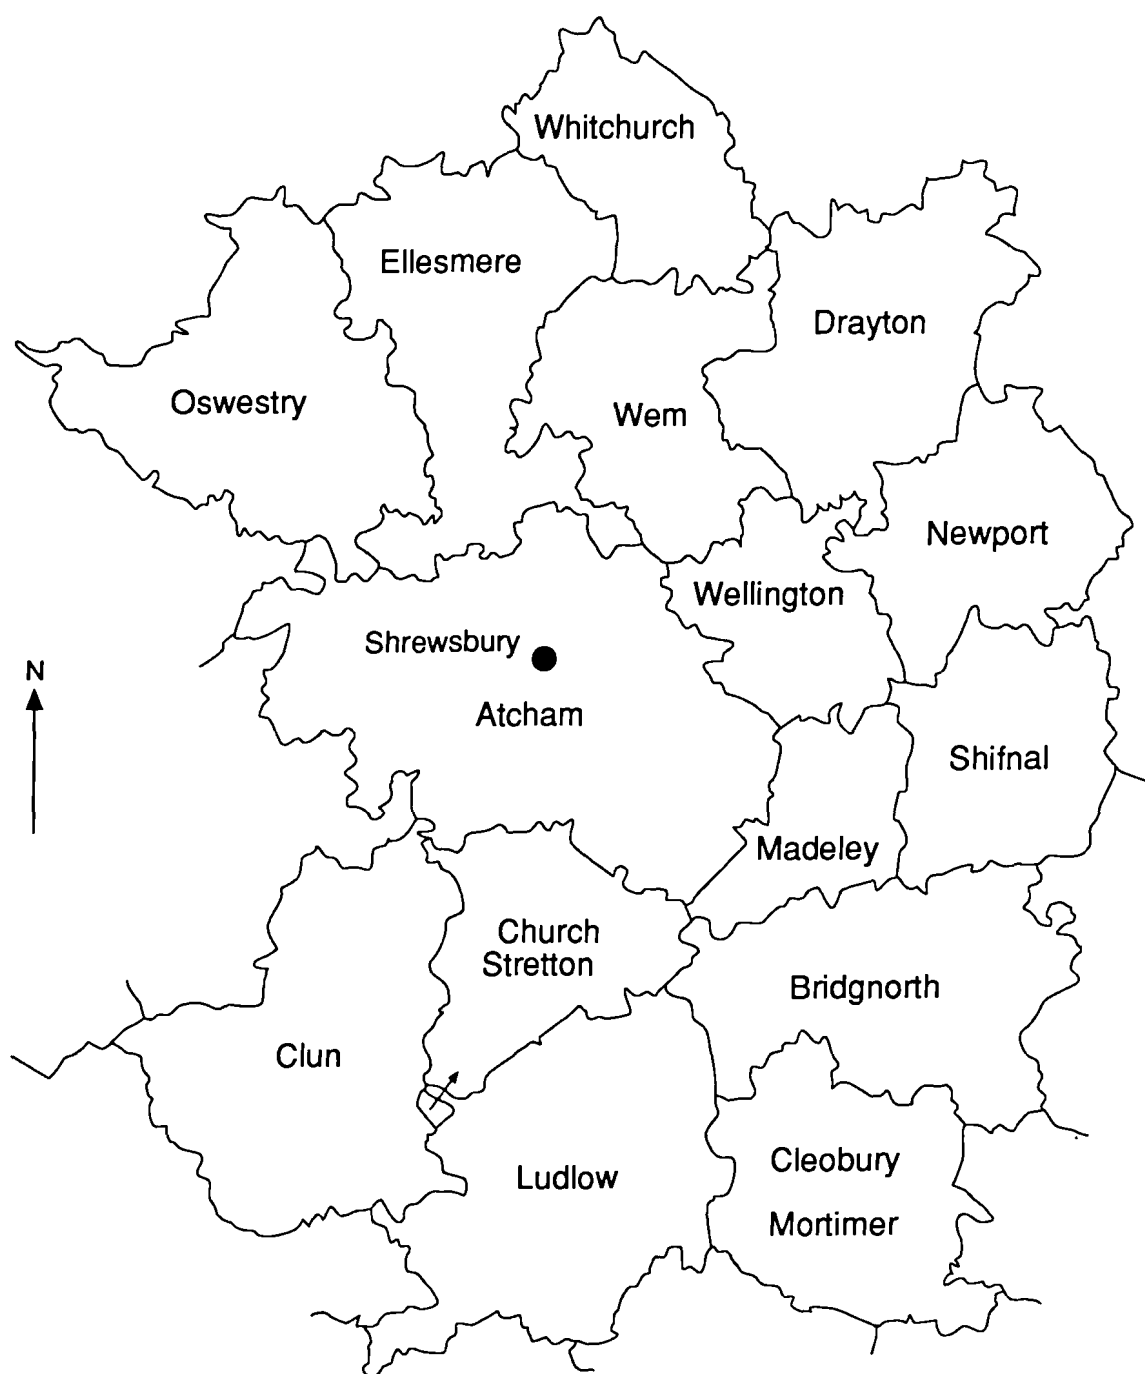 Whitchurch
Ellesmere
Drayton
Oswestry
Wem
Newport
Wellington
Shrewsbury
N
Atcham
Shifnal
Madeley
Church
Stretton
Bridgnorth
Clun
Cleobury
Ludlow
Mortimer